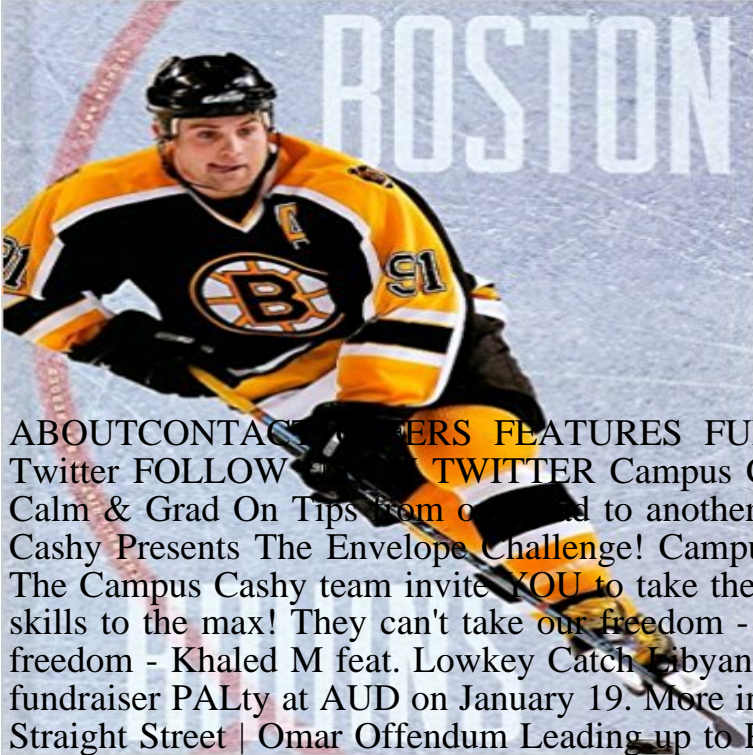 BOSTON
91
A
91
B
ABOUTCONTACT ERS FEATURES FU
Twitter FOLLOW TWITTER Campus C
Calm & Grad On Tips from o d to another
Cashy Presents The Envelope Challenge! Campu
The Campus Cashy team invite YOU to take the
skills to the max! They can't take our freedom -
freedom - Khaled M feat. Lowkey Catch Libyan
fundraiser PALty at AUD on January 19. More in
Straight Street | Omar Offendum Leading up to